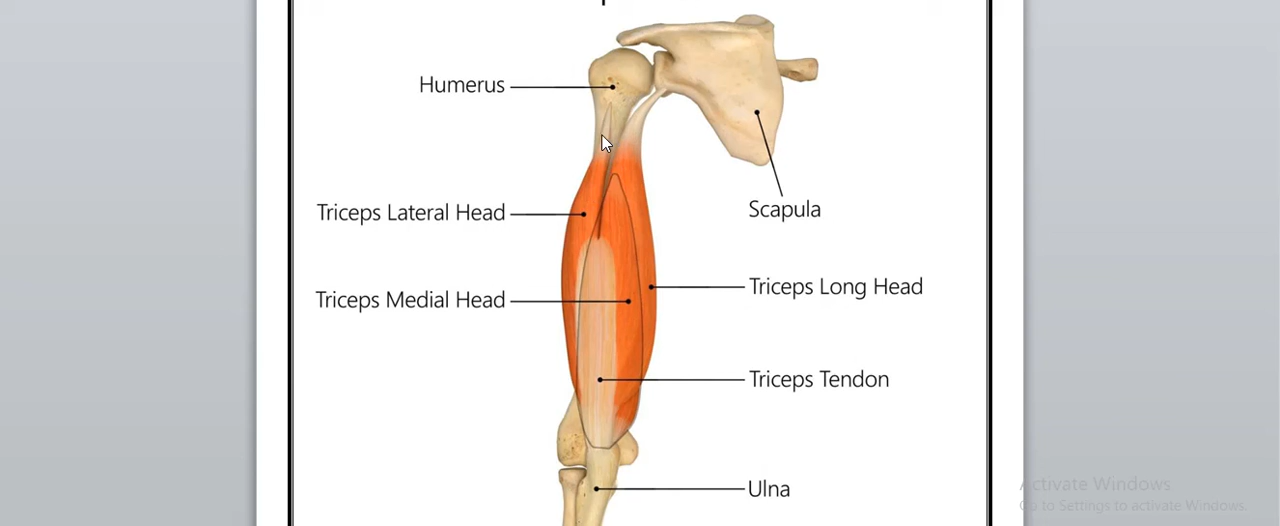 Humerus
Triceps Lateral Head
Scapula
Triceps Medial Head
Triceps Long Head
Triceps Tendon
Ulna
Activate Windows
Go to Settings to activate Windows.